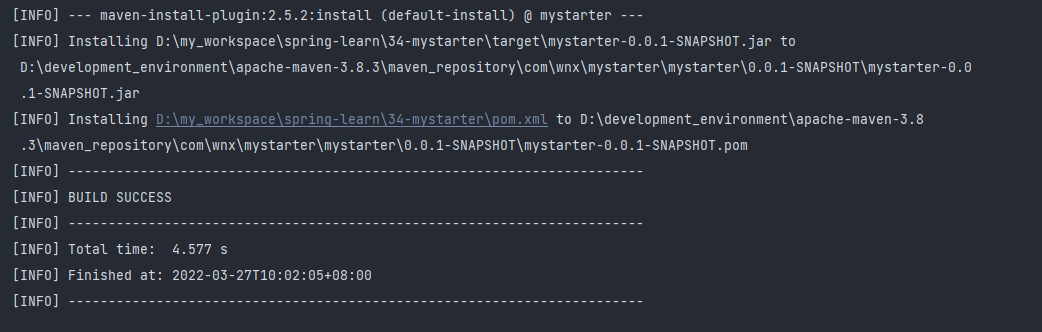 [INFO] --- maven-install-plugin:2.5.2:install (default-install) @ mystarter ---
[INFO] Installing D:\my_workspace\spring-learn\34-mystarter\target\mystarter-0.0.1-SNAPSHOT.jar to
D:\development_environment\apache-maven-3.8.3\maven_repository\com\wnx\mystarter\mystarter\0.0.1-SNAPSHOT\mystarter-0.0
.1-SNAPSHOT.jar
[INFO] Installing D:\my_workspace\spring-learn\34-mystarter\pom.xml to D:\development_environment\apache-maven-3.8
.3\maven_repository\com\wnx\mystarter\mystarter\0.0.1-SNAPSHOT\mystarter-0.0.1-SNAPSHOT.pom
[INFO] ------------------------------------------------------------------------
[INFO] BUILD SUCCESS
[INFO] ------------------------------------------------------------------------
[INFO] Total time:  4.577 s
[INFO] Finished at: 2022-03-27T10:02:05+08:00
[INFO] ------------------------------------------------------------------------